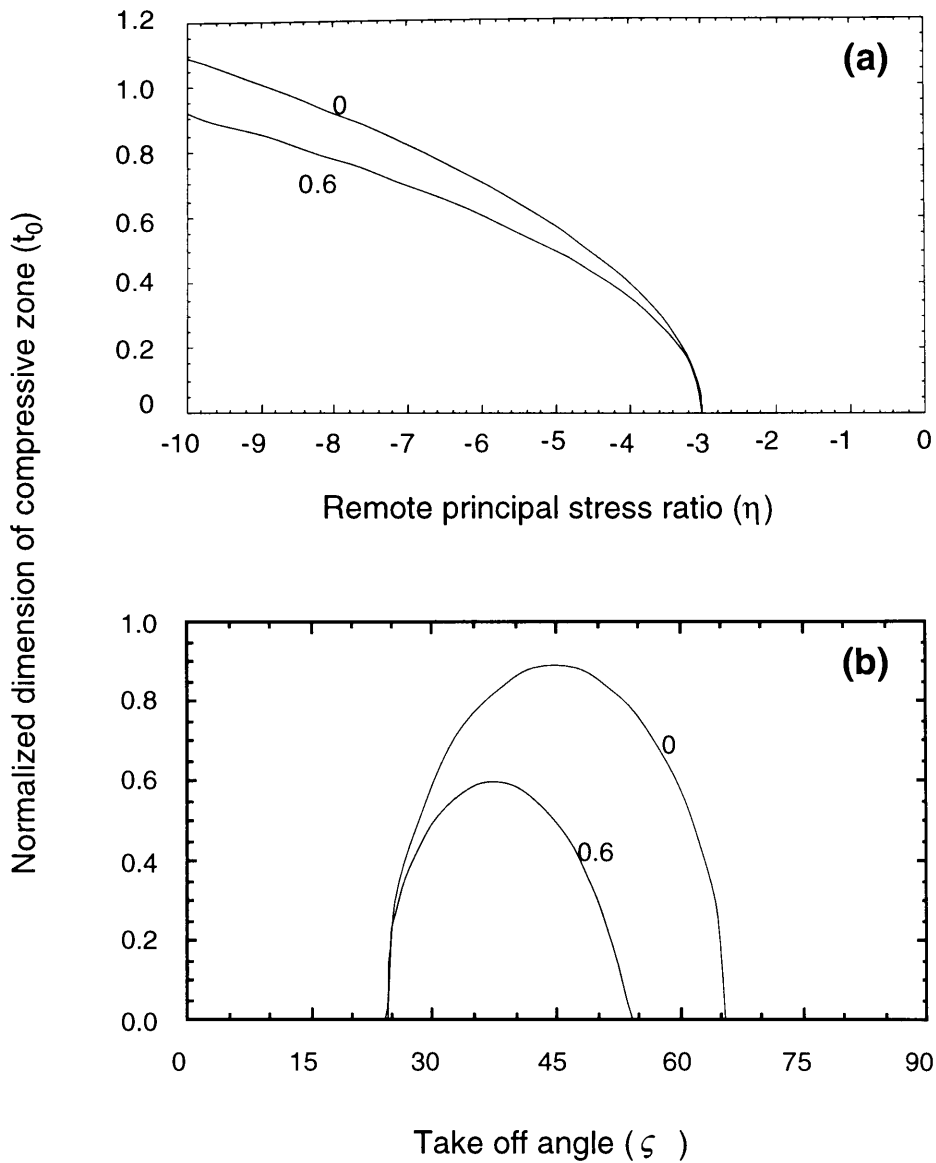 Normalized dimension of compressive zone (t₀)
(a)
1.2
1.0
0.8
0.6
0.4
0.2
0
0
0.6
-10 -9 -8 -7 -6 -5 -4 -3 -2 -1 0
Remote principal stress ratio (η)
(b)
1.0
0.8
0.6
0.4
0.2
0.0
0
0.6
0 15 30 45 60 75 90
Take off angle (ς )